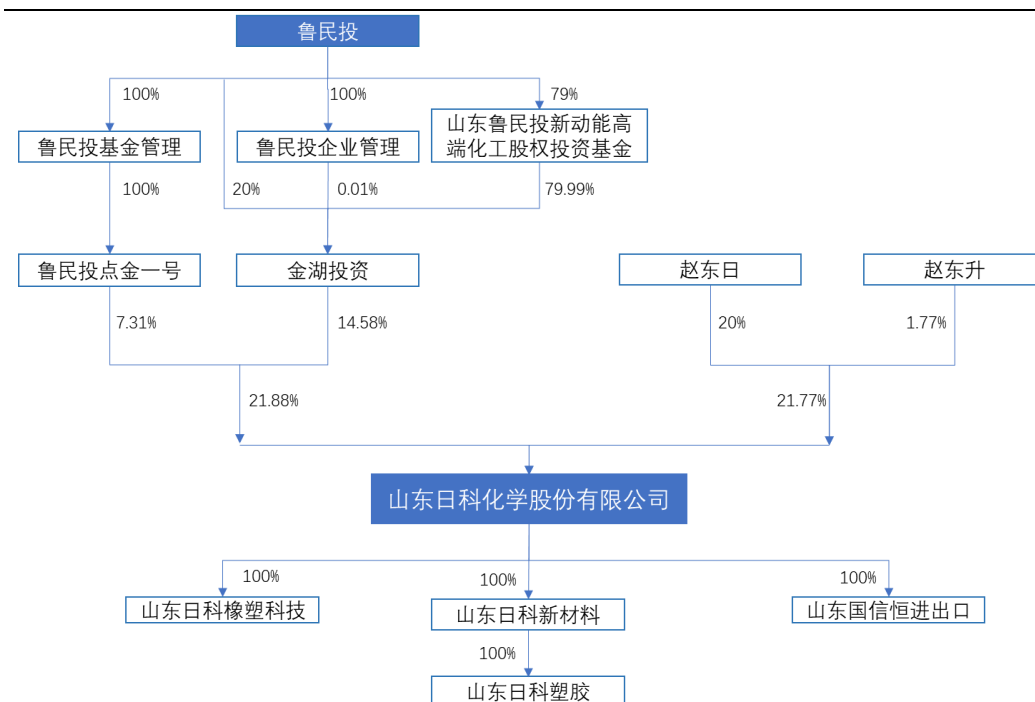 鲁民投
100%
100%
79%
鲁民投基金管理
鲁民投企业管理
山东鲁民投新动能高
端化工股权投资基金
100%
20%
0.01%
79.99%
鲁民投点金一号
金湖投资
赵东日
赵东升
7.31%
14.58%
20%
1.77%
21.88%
21.77%
山东日科化学股份有限公司
100%
100%
100%
山东日科橡塑科技
山东日科新材料
山东国信恒进出口
100%
山东日科塑胶